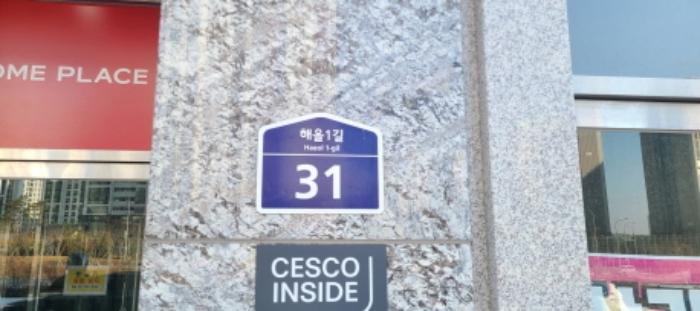 OME PLACE
해올1길
Haeol 1-gil
31
CESCO
INSIDE